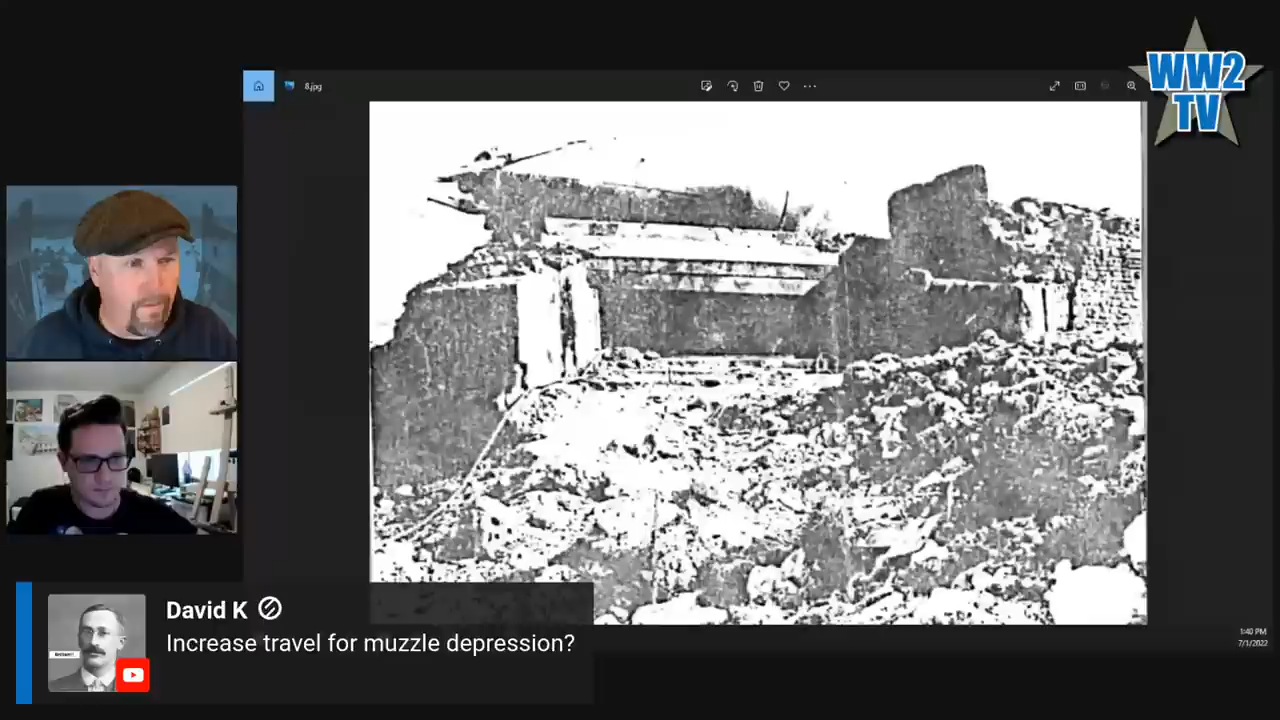 WW2
TV
8.jpg
David K
Increase travel for muzzle depression?
1:40 PM
7/1/2022